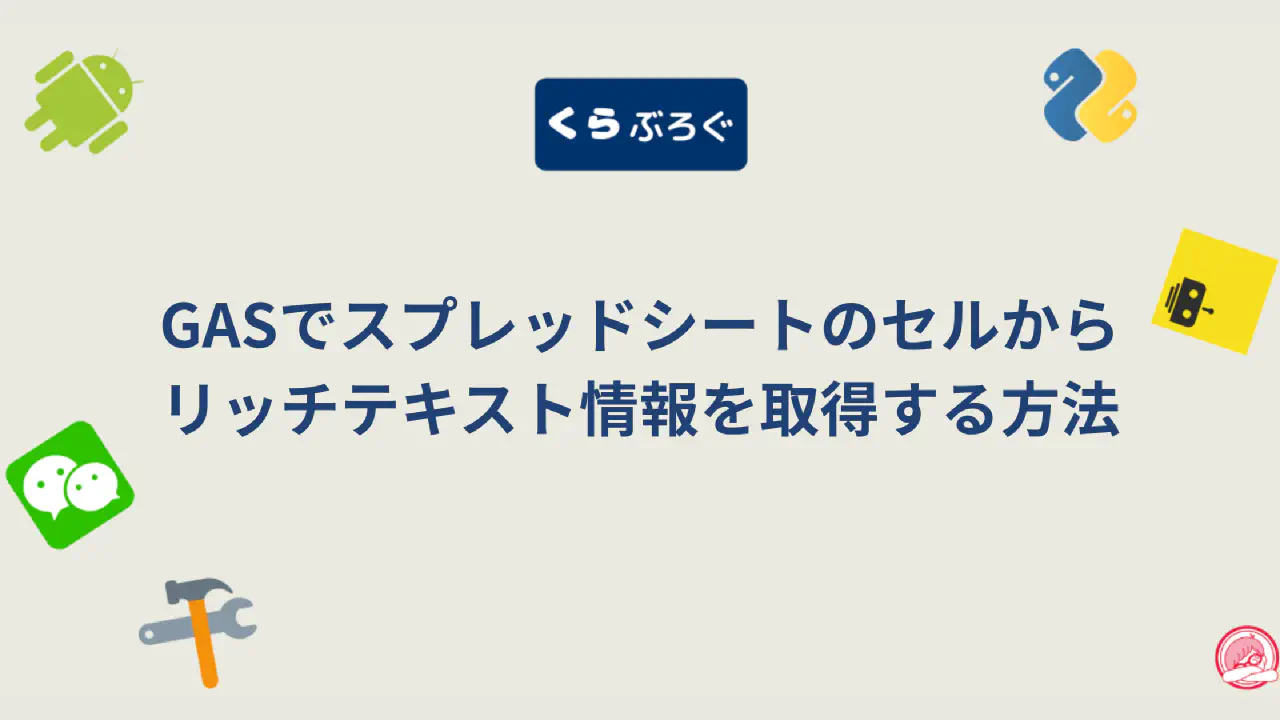 くらぶろぐ
GASでスプレッドシートのセルから
リッチテキスト情報を取得する方法